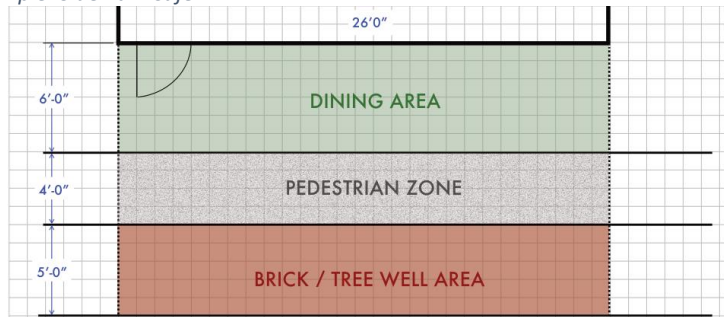 26'0"
6'-0"
DINING AREA
4'-0"
PEDESTRIAN ZONE
5'-0"
BRICK / TREE WELL AREA